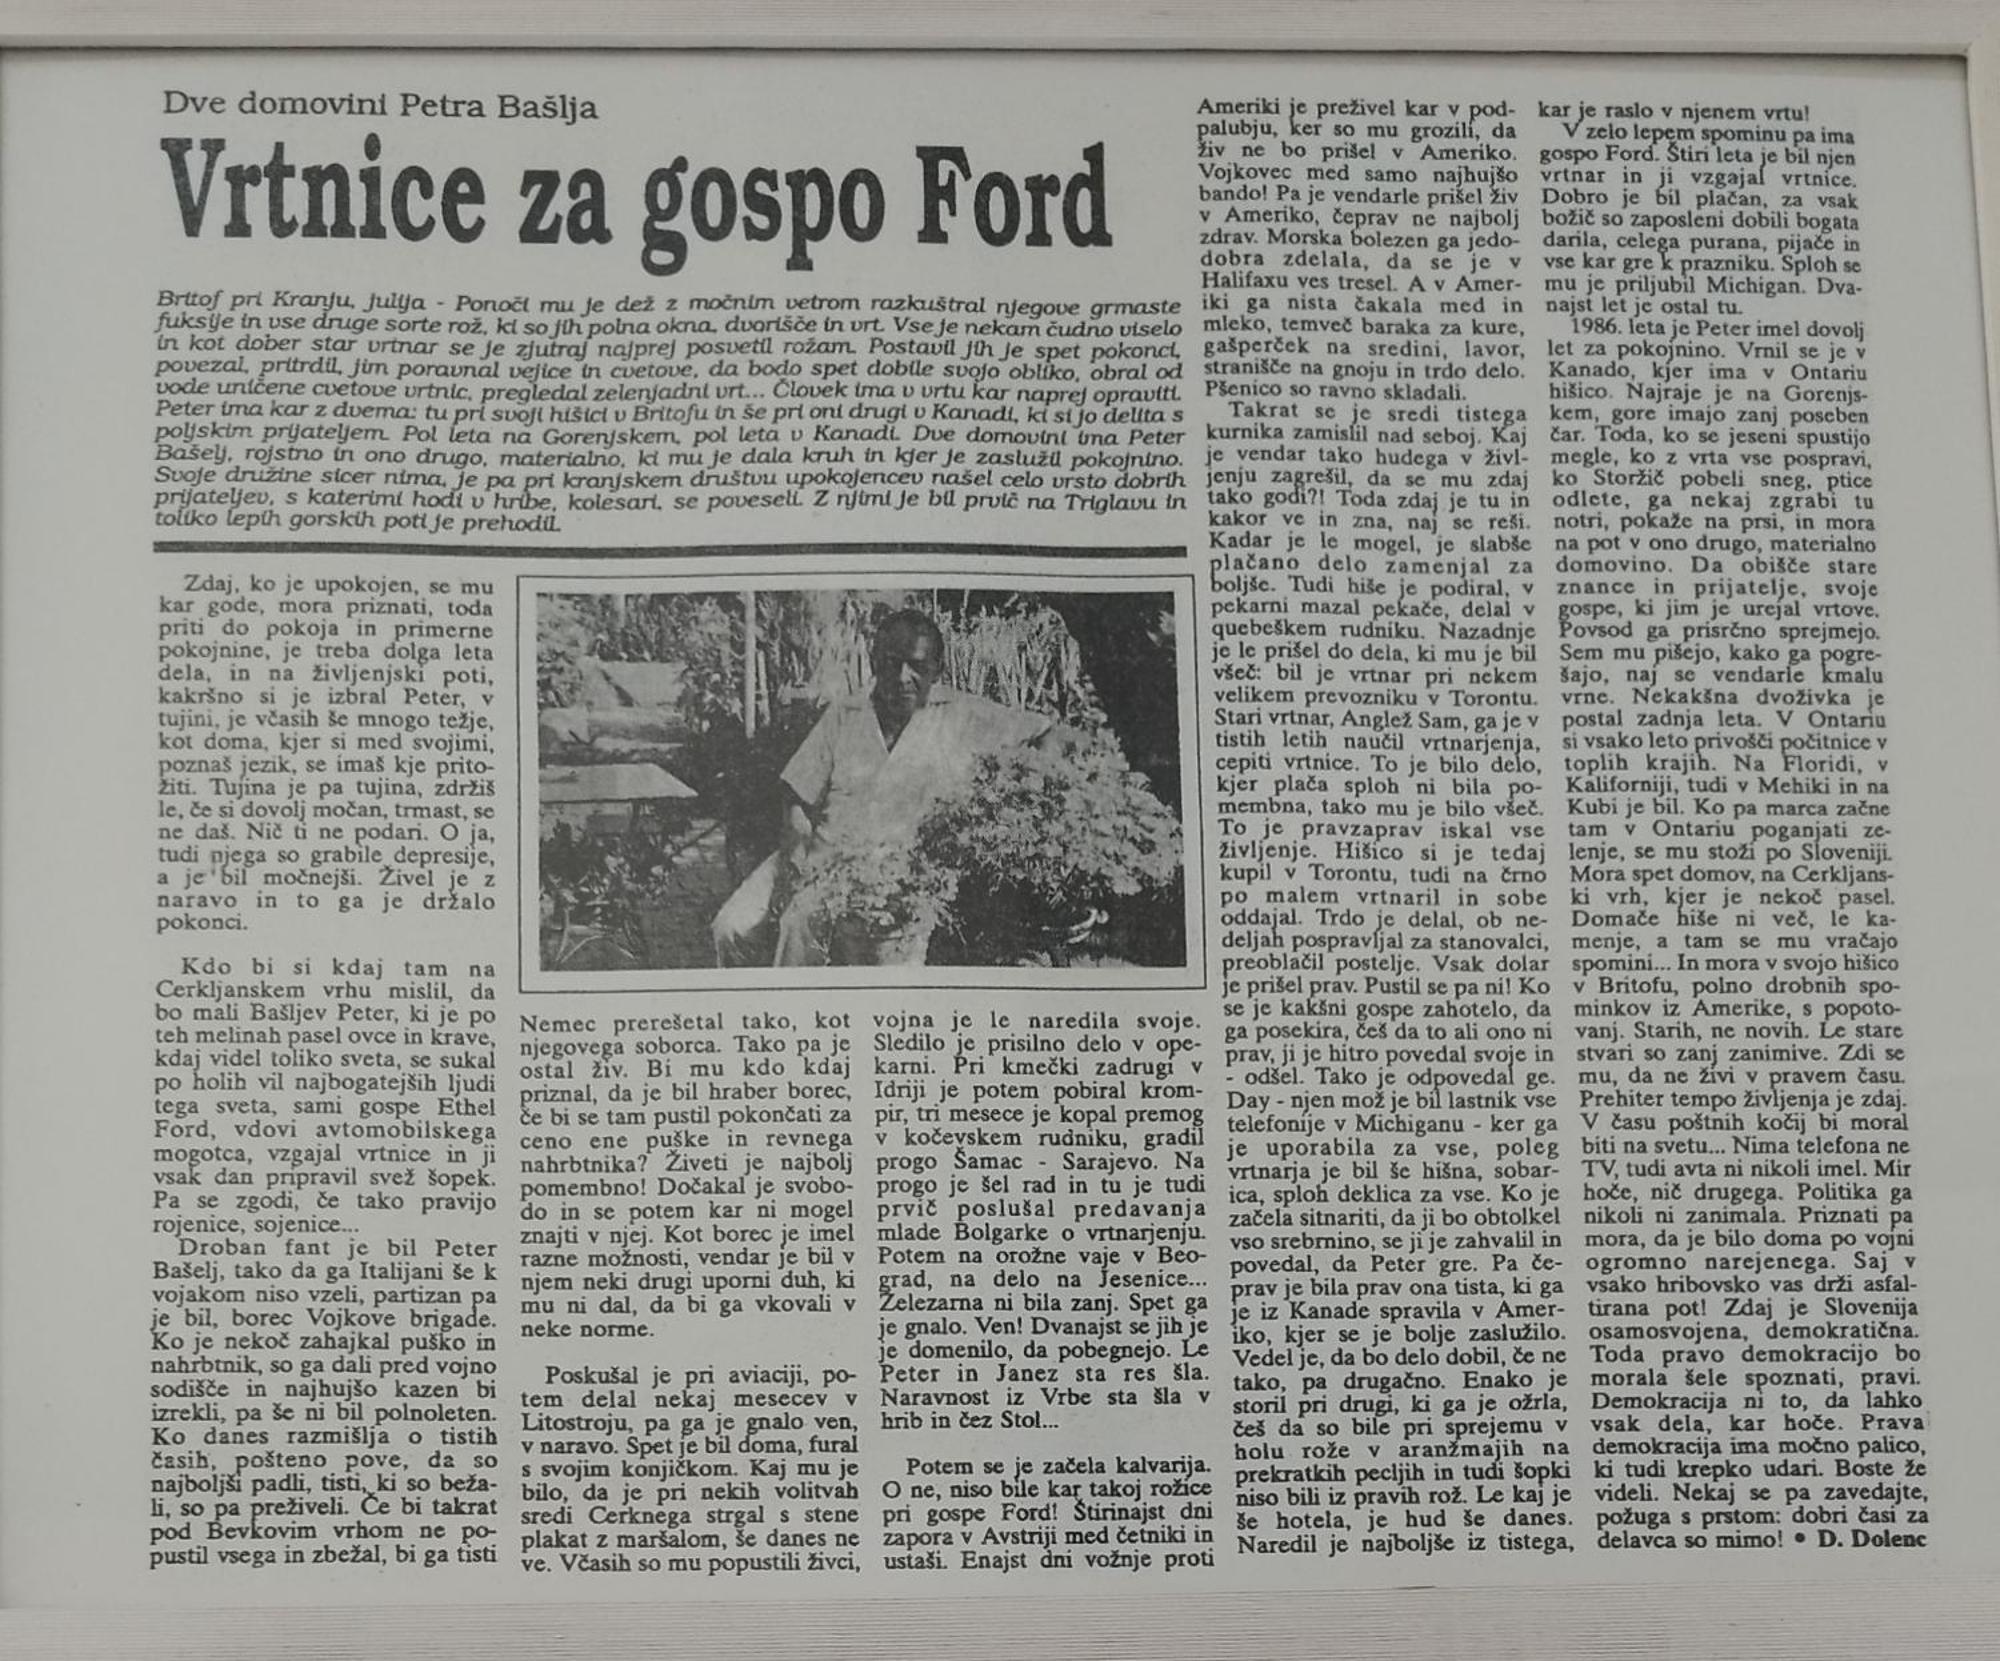 Dve domovini Petra Bašlja
Vrtnice za gospo Ford
Britof pri Kranju, julija - Ponoči mu je dež z močnim vetrom razkuštral njegove grmaste
fuksije in vse druge sorte rož, ki so jih polna okna, dvorišče in vrt. Vse je nekam čudno viselo
in kot dober star vrtnar se je zjutraj najprej posvetil rožam. Postavil jih je spet pokonci,
povezal, pritrdil, jim poravnal vejice in cvetove, da bodo spet dobile svojo obliko, obral od
vode uničene cvetove vrtnic, pregledal zelenjadni vrt... Človek ima v vrtu kar naprej opraviti.
Peter ima kar z dvema: tu pri svoji hišici v Britofu in še pri oni drugi v Kanadi, ki si jo delita s
poljskim prijateljem. Pol leta na Gorenjskem, pol leta v Kanadi. Dve domovini ima Peter
Bašelj, rojstno in ono drugo, materialno, ki mu je dala kruh in kjer je zaslužil pokojnino.
Svoje družine sicer nima, je pa pri kranjskem društvu upokojencev našel celo vrsto dobrih
prijateljev, s katerimi hodi v hribe, kolesari, se poveseli. Z njimi je bil prvič na Triglavu in
toliko lepih gorskih poti je prehodil.
Zdaj, ko je upokojen, se mu
kar gode, mora priznati, toda
priti do pokoja in primerne
pokojnine, je treba dolga leta
dela, in na življenjski poti,
kakršno si je izbral Peter, v
tujini, je včasih še mnogo težje,
kot doma, kjer si med svojimi,
poznaš jezik, se imaš kje prito-
žiti. Tujina je pa tujina, zdržiš
le, če si dovolj močan, trmast, se
ne daš. Nič ti ne podari. O ja,
tudi njega so grabile depresije,
a je bil močnejši. Živel je z
naravo in to ga je držalo
pokonci.
Kdo bi si kdaj tam na
Cerkljanskem vrhu mislil, da
bo mali Bašljev Peter, ki je po
teh melinah pasel ovce in krave,
kdaj videl toliko sveta, se sukal
po holih vil najbogatejših ljudi
tega sveta, sami gospe Ethel
Ford, vdovi avtomobilskega
mogotca, vzgajal vrtnice in ji
vsak dan pripravil svež šopek.
Pa se zgodi, če tako pravijo
rojenice, sojenice...
Droban fant je bil Peter
Bašelj, tako da ga Italijani še k
vojakom niso vzeli, partizan pa
je bil, borec Vojkove brigade.
Ko je nekoč zahajkal puško in
nahrbtnik, so ga dali pred vojno
sodišče in najhujšo kazen bi
izrekli, pa še ni bil polnoleten.
Ko danes razmišlja o tistih
časih, pošteno pove, da so
najboljši padli, tisti, ki so beža-
li, so pa preživeli. Če bi takrat
pod Bevkovim vrhom ne po-
pustil vsega in zbežal, bi ga tisti
Nemec prerešetal tako, kot
njegovega soborca. Tako pa je
ostal živ. Bi mu kdo kdaj
priznal, da je bil hraber borec,
če bi se tam pustil pokončati za
ceno ene puške in revnega
nahrbtnika? Živeti je najbolj
pomembno! Dočakal je svobo-
do in se potem kar ni mogel
znajti v njej. Kot borec je imel
razne možnosti, vendar je bil v
njem neki drugi uporni duh, ki
mu ni dal, da bi ga vkovali v
neke norme.
Poskušal je pri aviaciji, po-
tem delal nekaj mesecev v
Litostroju, pa ga je gnalo ven,
v naravo. Spet je bil doma, fural
s svojim konjičkom. Kaj mu je
bilo, da je pri nekih volitvah
sredi Cerknega strgal s stene
plakat z maršalom, še danes ne
ve. Včasih so mu popustili živci,
vojna je le naredila svoje.
Sledilo je prisilno delo v ope-
karni. Pri kmečki zadrugi v
Idriji je potem pobiral krom-
pir, tri mesece je kopal premog
v kočevskem rudniku, gradil
progo Šamac - Sarajevo. Na
progo je šel rad in tu je tudi
prvič poslušal predavanja
mlade Bolgarke o vrtnarjenju.
Potem na orožne vaje v Beo-
grad, na delo na Jesenice...
Železarna ni bila zanj. Spet ga
je gnalo. Ven! Dvanajst se jih je
je domenilo, da pobegnejo. Le
Peter in Janez sta res šla.
Naravnost iz Vrbe sta šla v
hrib in čez Stol...
Potem se je začela kalvarija.
O ne, niso bile kar takoj rožice
pri gospe Ford! Štirinajst dni
zapora v Avstriji med četniki in
ustaši. Enajst dni vožnje proti
Ameriki je preživel kar v pod-
palubju, ker so mu grozili, da
živ ne bo prišel v Ameriko.
Vojkovec med samo najhujšo
bando! Pa je vendarle prišel živ
v Ameriko, čeprav ne najbolj
zdrav. Morska bolezen ga jedo-
dobra zdelala, da se je v
Halifaxu ves tresel. A v Amer-
iki ga nista čakala med in
mleko, temveč baraka za kure,
gašperček na sredini, lavor,
stranišče na gnoju in trdo delo.
Pšenico so ravno skladali.
Takrat se je sredi tistega
kurnika zamislil nad seboj. Kaj
je vendar tako hudega v življ-
jenju zagrešil, da se mu zdaj
tako godi?! Toda zdaj je tu in
kakor ve in zna, naj se reši.
Kadar je le mogel, je slabše
plačano delo zamenjal za
boljše. Tudi hiše je podiral, v
pekarni mazal pekače, delal v
quebeškem rudniku. Nazadnje
je le prišel do dela, ki mu je bil
všeč: bil je vrtnar pri nekem
velikem prevozniku v Torontu.
Stari vrtnar, Anglež Sam, ga je v
tistih letih naučil vrtnarjenja,
cepiti vrtnice. To je bilo delo,
kjer plača sploh ni bila po-
membna, tako mu je bilo všeč.
To je pravzaprav iskal vse
življenje. Hišico si je tedaj
kupil v Torontu, tudi na črno
po malem vrtnaril in sobe
oddajal. Trdo je delal, ob ne-
deljah pospravljal za stanovalci,
preoblačil postelje. Vsak dolar
je prišel prav. Pustil se pa ni! Ko
se je kakšni gospe zahotelo, da
ga posekira, češ da to ali ono ni
prav, ji je hitro povedal svoje in
- odšel. Tako je odpovedal ge.
Day - njen mož je bil lastnik vse
telefonije v Michiganu - ker ga
je uporabila za vse, poleg
vrtnarja je bil še hišna, sobar-
ica, sploh deklica za vse. Ko je
začela sitnariti, da ji bo obtolkel
vso srebrnino, se ji je zahvalil in
povedal, da Peter gre. Pa če-
prav je bila prav ona tista, ki ga
je iz Kanade spravila v Amer-
iko, kjer se je bolje zaslužilo.
Vedel je, da bo delo dobil, če ne
tako, pa drugačno. Enako je
storil pri drugi, ki ga je ožrla,
češ da so bile pri sprejemu v
holu rože v aranžmajih na
prekratkih pecljih in tudi šopki
niso bili iz pravih rož. Le kaj je
še hotela, je hud še danes.
Naredil je najboljše iz tistega,
kar je raslo v njenem vrtu!
V zelo lepem spominu pa ima
gospo Ford. Štiri leta je bil njen
vrtnar in ji vzgajal vrtnice.
Dobro je bil plačan, za vsak
božič so zaposleni dobili bogata
darila, celega purana, pijače in
vse kar gre k prazniku. Sploh se
mu je priljubil Michigan. Dva-
najst let je ostal tu.
1986. leta je Peter imel dovolj
let za pokojnino. Vrnil se je v
Kanado, kjer ima v Ontariu
hišico. Najraje je na Gorenjs-
kem, gore imajo zanj poseben
čar. Toda, ko se jeseni spustijo
megle, ko z vrta vse pospravi,
ko Storžič pobeli sneg, ptice
odlete, ga nekaj zgrabi tu
notri, pokaže na prsi, in mora
na pot v ono drugo, materialno
domovino. Da obišče stare
znance in prijatelje, svoje
gospe, ki jim je urejal vrtove.
Povsod ga prisrčno sprejmejo.
Sem mu pišejo, kako ga pogre-
šajo, naj se vendarle kmalu
vrne. Nekakšna dvoživka je
postal zadnja leta. V Ontariu
si vsako leto privošči počitnice v
toplih krajih. Na Floridi, v
Kaliforniji, tudi v Mehiki in na
Kubi je bil. Ko pa marca začne
tam v Ontariu poganjati ze-
lenje, se mu stoži po Sloveniji.
Mora spet domov, na Cerkljans-
ki vrh, kjer je nekoč pasel.
Domače hiše ni več, le ka-
menje, a tam se mu vračajo
spomini... In mora v svojo hišico
v Britofu, polno drobnih spo-
minkov iz Amerike, s popoto-
vanj. Starih, ne novih. Le stare
stvari so zanj zanimive. Zdi se
mu, da ne živi v pravem času.
Prehiter tempo življenja je zdaj.
V času poštnih kočij bi moral
biti na svetu... Nima telefona ne
TV, tudi avta ni nikoli imel. Mir
hoče, nič drugega. Politika ga
nikoli ni zanimala. Priznati pa
mora, da je bilo doma po vojni
ogromno narejenega. Saj v
vsako hribovsko vas drži asfal-
tirana pot! Zdaj je Slovenija
osamosvojena, demokratična.
Toda pravo demokracijo bo
morala šele spoznati, pravi.
Demokracija ni to, da lahko
vsak dela, kar hoče. Prava
demokracija ima močno palico,
ki tudi krepko udari. Boste že
videli. Nekaj se pa zavedajte,
požuga s prstom: dobri časi za
delavca so mimo! • D. Dolenc